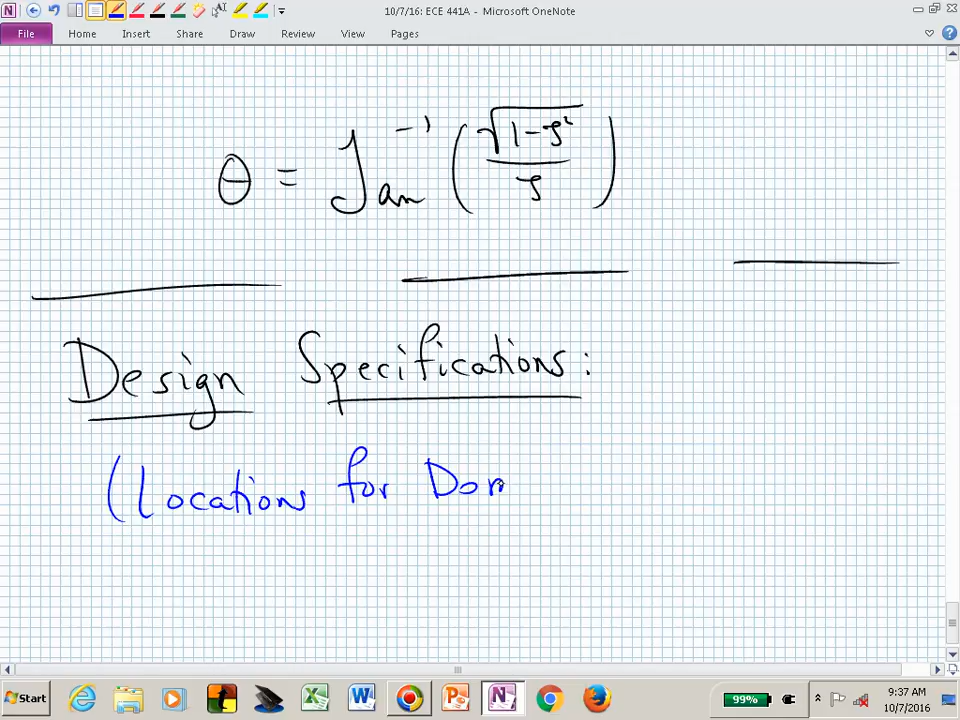 10/7/16: ECE 441A - Microsoft OneNote
File Home Insert Share Draw Review View Pages
θ = Tan⁻¹ (√(1-ζ²)/ζ)
Design Specifications:
(Locations for Dom
Start 99% 9:37 AM
10/7/2016